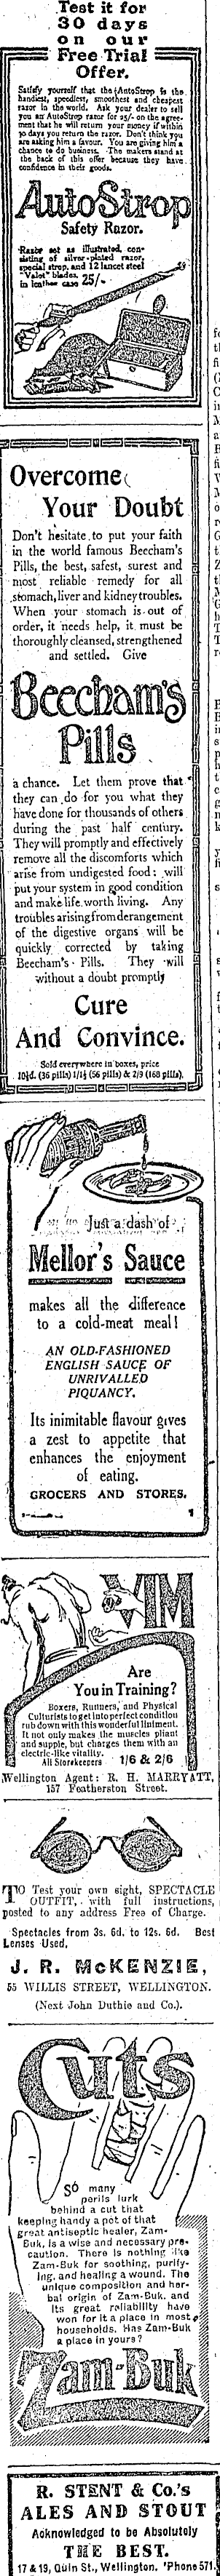 Test it for
30 days
on our
Free Trial
Offer.
Satisfy yourself that the AutoStrop is the
handiest, speediest, smoothest and cheapest
razor in the world. Ask your dealer to sell
you an AutoStrop razor for 25/- on the agree-
ment that he will return your money if within
30 days you return the razor. Don't think you
are asking him a favour. You are giving him a
chance to do business. The makers stand at
the back of this offer because they have
confidence in their goods.
AutoStrop
Safety Razor.
Razor set as illustrated, con-
sisting of silver-plated razor,
special strop, and 12 lancet steel
"Valet" blades,
in leather case 25/-
Overcome
Your Doubt
Don't hesitate to put your faith
in the world famous Beecham's
Pills, the best, safest, surest and
most reliable remedy for all
stomach, liver and kidney troubles.
When your stomach is out of
order, it needs help, it must be
thoroughly cleansed, strengthened
and settled. Give
Beecham's
Pills
a chance. Let them prove that
they can do for you what they
have done for thousands of others
during the past half century.
They will promptly and effectively
remove all the discomforts which
arise from undigested food: will
put your system in good condition
and make life worth living. Any
troubles arising from derangement
of the digestive organs will be
quickly corrected by taking
Beecham's Pills. They will
without a doubt promptly
Cure
And Convince.
Sold everywhere in boxes, price
10½d. (36 pills) 1/1½ (56 pills) & 2/9 (168 pills).
Just a dash of
Mellor's Sauce
makes all the difference
to a cold-meat meal!
AN OLD-FASHIONED
ENGLISH SAUCE OF
UNRIVALLED
PIQUANCY.
Its inimitable flavour gives
a zest to appetite that
enhances the enjoyment
of eating.
GROCERS AND STORES.
1
VIM
Are
You in Training?
Boxers, Runners, and Physical
Culturists to get into perfect condition
rub down with this wonderful liniment.
It not only makes the muscles pliant
and supple, but charges them with an
electric-like vitality.
All Storekeepers 1/6 & 2/6
Wellington Agent: R. H. MARRYATT,
157 Featherston Street.
TO Test your own sight, SPECTACLE
OUTFIT, with full instructions,
posted to any address Free of Charge.
Spectacles from 3s. 6d. to 12s. 6d. Best
Lenses Used,
J. R. McKENZIE,
55 WILLIS STREET, WELLINGTON.
(Next John Duthie and Co.).
Cuts
So many
perils lurk
behind a cut that
keeping handy a pot of that
great antiseptic healer, Zam-
Buk, is a wise and necessary pre-
caution. There is nothing like
Zam-Buk for soothing, purify-
ing, and healing a wound. The
unique composition and her-
bal origin of Zam-Buk, and
its great reliability have
won for it a place in most
households. Has Zam-Buk
a place in yours?
Zam-Buk
R. STENT & Co.'s
ALES AND STOUT
Acknowledged to be Absolutely
THE BEST.
17 & 19, Quin St., Wellington. 'Phone 571.